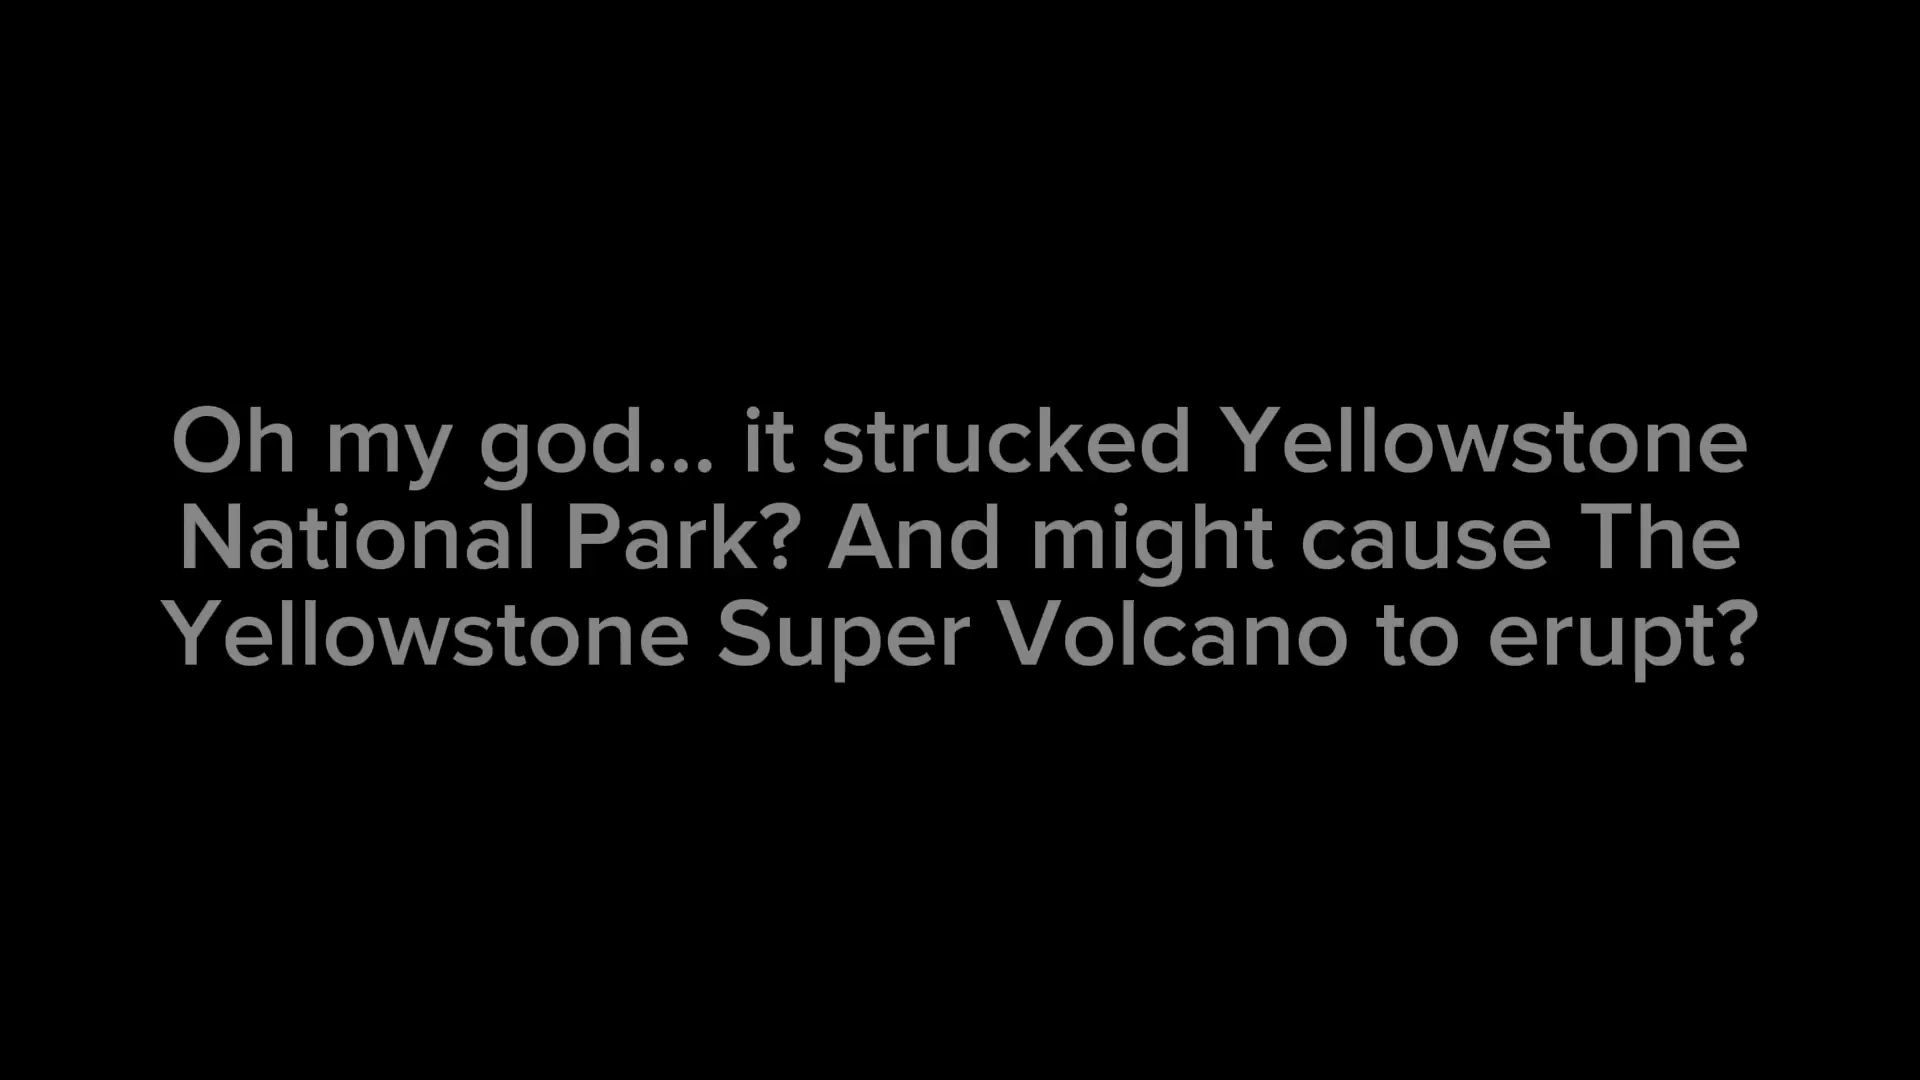 Oh my god... it strucked Yellowstone
National Park? And might cause The
Yellowstone Super Volcano to erupt?